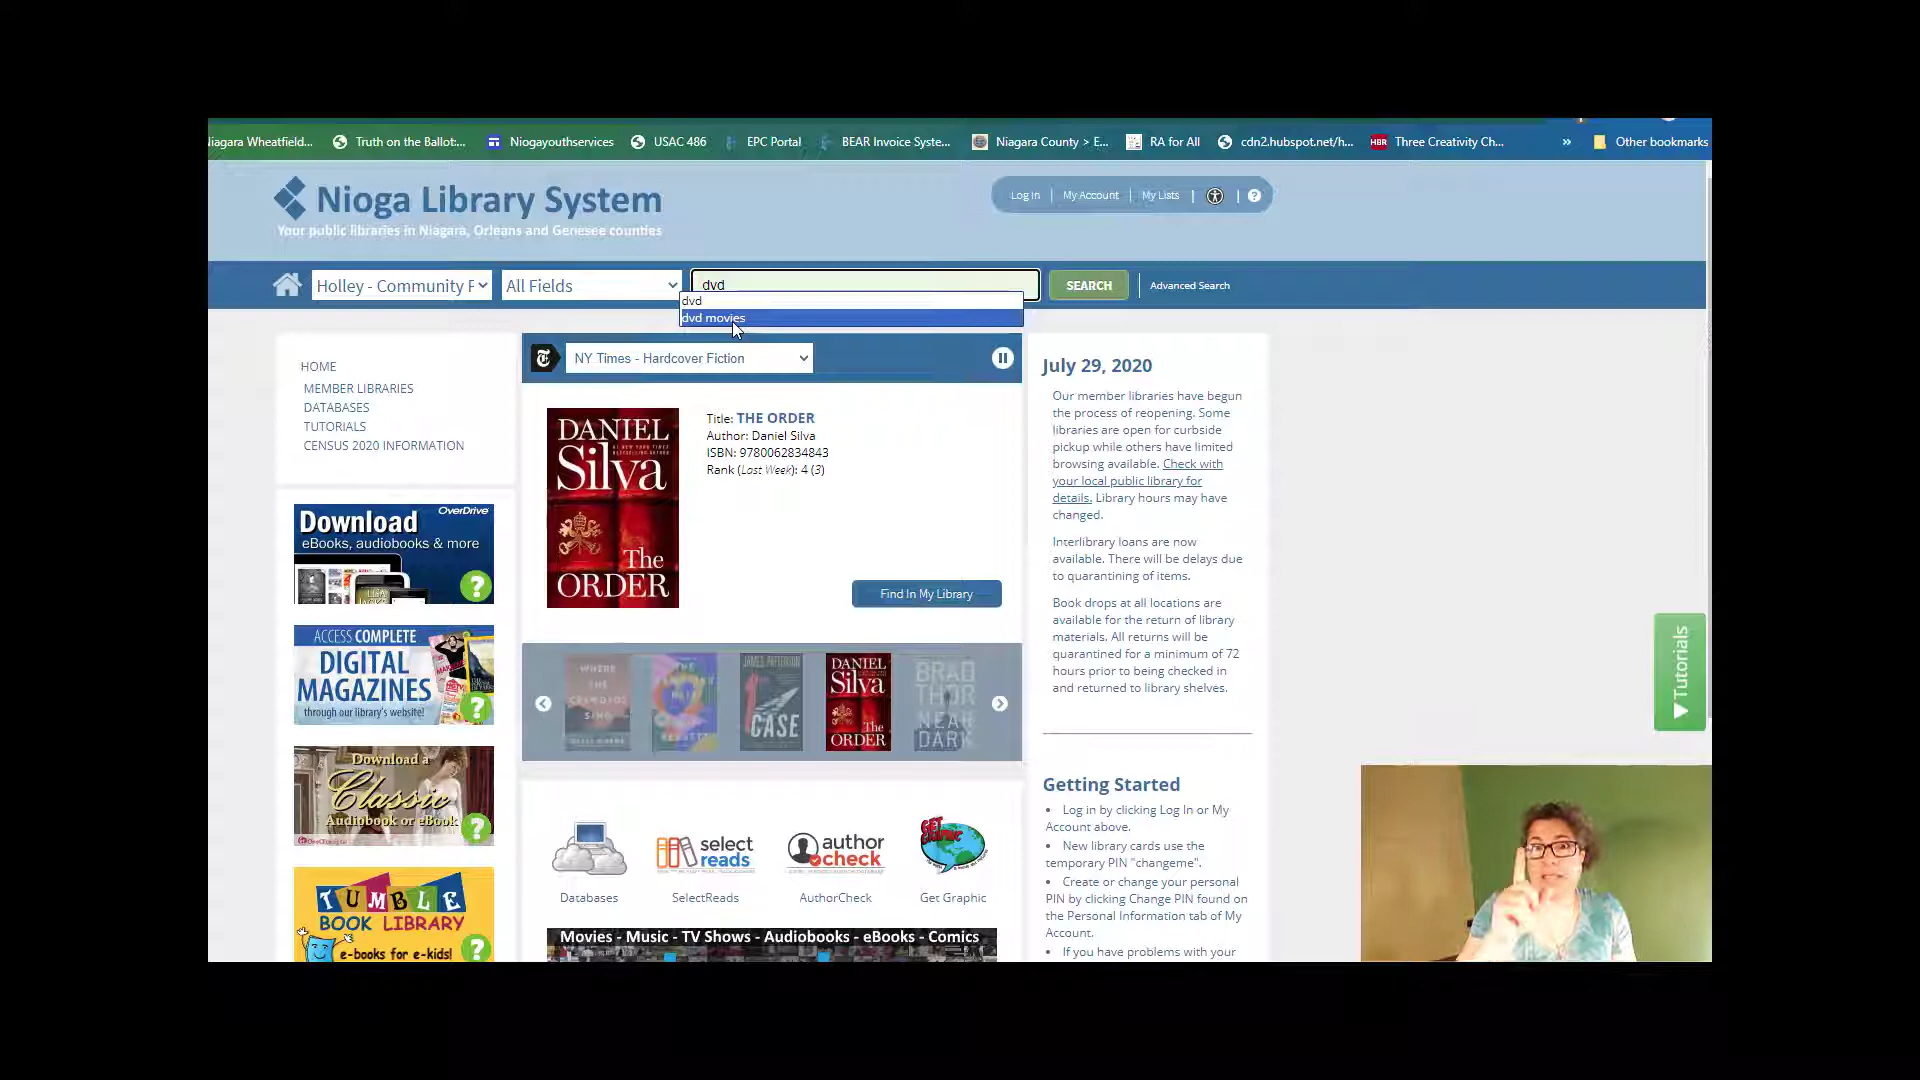 Niagara Wheatfield...
Truth on the Ballot:...
Niogayouthservices
USAC 486
EPC Portal
BEAR Invoice Syste...
Niagara County > E...
RA for All
cdn2.hubspot.net/h...
HBR
Three Creativity Ch...
»
Other bookmarks
Nioga Library System
Your public libraries in Niagara, Orleans and Genesee counties
Log In | My Account | My Lists | | ?
Holley - Community P
All Fields
dvd
SEARCH
Advanced Search
dvd
dvd movies
HOME
MEMBER LIBRARIES
DATABASES
TUTORIALS
CENSUS 2020 INFORMATION
OverDrive
Download
eBooks, audiobooks & more
?
ACCESS COMPLETE
DIGITAL
MAGAZINES
through our library's website!
?
Download a
Classic
Audiobook or eBook
?
TUMBLE
BOOK LIBRARY
e-books for e-kids!
?
NY Times - Hardcover Fiction
DANIEL
Silva
The
ORDER
Title: THE ORDER
Author: Daniel Silva
ISBN: 9780062834843
Rank (Last Week): 4 (3)
Find In My Library
WHERE
THE
CRAWDADS
SING
JAMES PATTERSON
CASE
DANIEL
Silva
The
ORDER
BRAD
THOR
NEAR
DARK
Databases
select
reads
SelectReads
author
check
AuthorCheck
GET
GRAPHIC
Get Graphic
Movies - Music - TV Shows - Audiobooks - eBooks - Comics
July 29, 2020
Our member libraries have begun
the process of reopening. Some
libraries are open for curbside
pickup while others have limited
browsing available. Check with
your local public library for
details. Library hours may have
changed.
Interlibrary loans are now
available. There will be delays due
to quarantining of items.
Book drops at all locations are
available for the return of library
materials. All returns will be
quarantined for a minimum of 72
hours prior to being checked in
and returned to library shelves.
Getting Started
• Log in by clicking Log In or My
Account above.
• New library cards use the
temporary PIN "changeme".
• Create or change your personal
PIN by clicking Change PIN found on
the Personal Information tab of My
Account.
• If you have problems with your
Tutorials